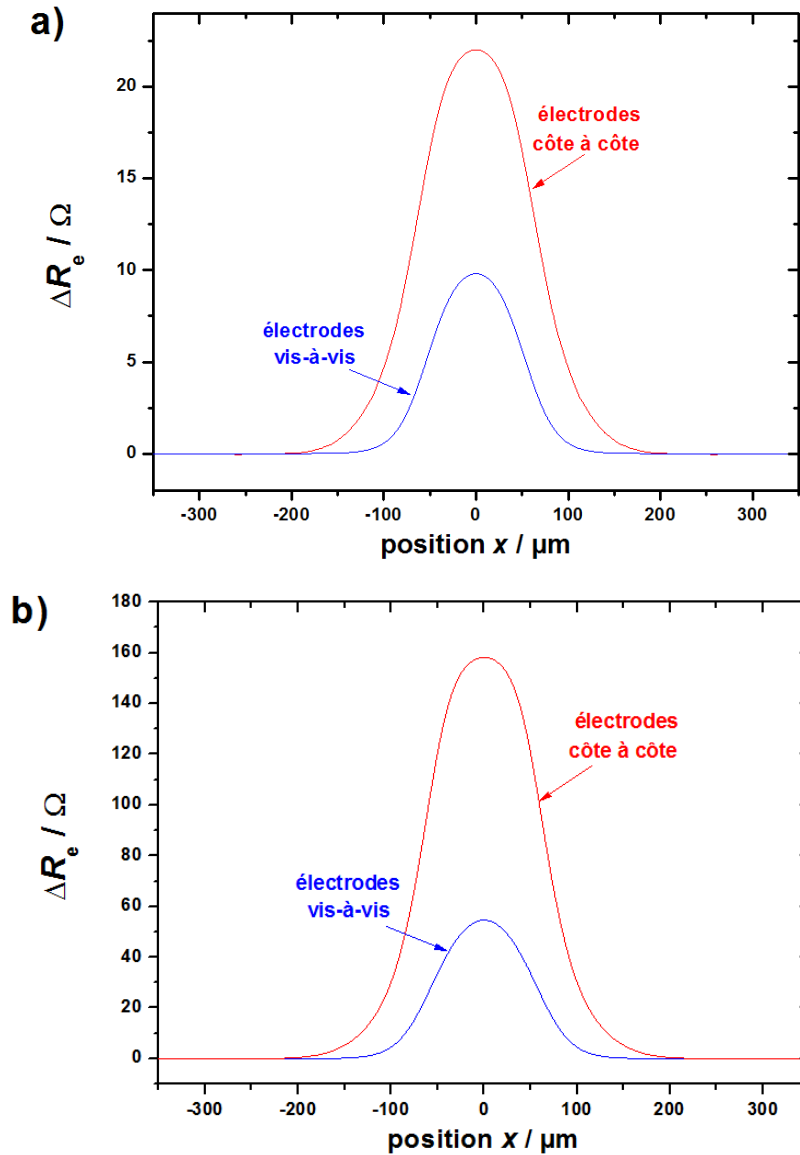 a)
20
15
10
5
0
ΔRe / Ω
électrodes
côte à côte
électrodes
vis-à-vis
-300 -200 -100 0 100 200 300
position x / µm
b)
180
160
140
120
100
80
60
40
20
0
ΔRe / Ω
électrodes
côte à côte
électrodes
vis-à-vis
-300 -200 -100 0 100 200 300
position x / µm